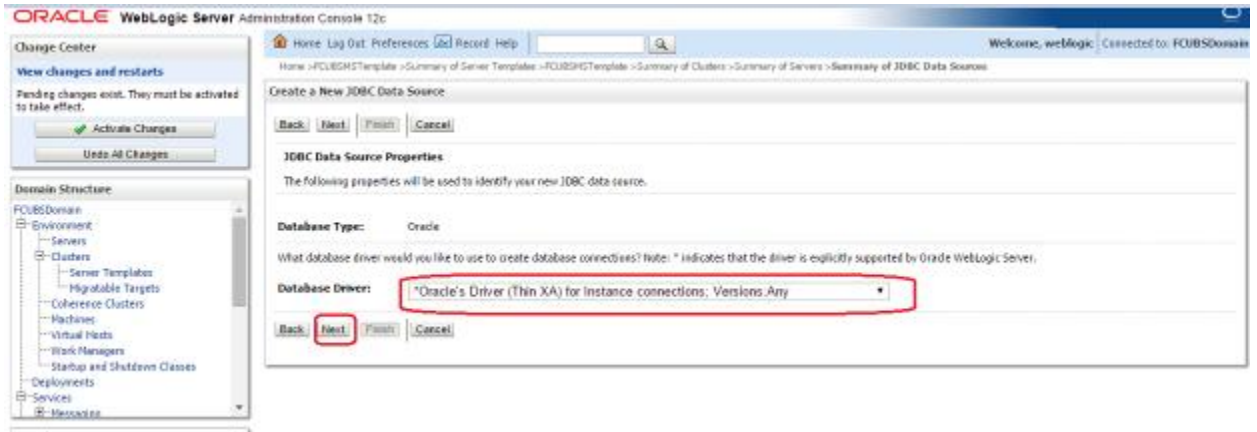 ORACLE WebLogic Server Administration Console 12c
Change Center
View changes and restarts
Pending changes exist. They must be activated
to take effect.
Activate Changes
Undo All Changes
Domain Structure
FCUBSDomain
Environment
Servers
Clusters
Server Templates
Migratable Targets
Coherence Clusters
Machines
Virtual Hosts
Work Managers
Startup and Shutdown Classes
Deployments
Services
Messaging
Home Log Out Preferences Record Help
Welcome, weblogic Connected to: FCUBSDomain
Home >FCUBSMSTemplate >Summary of Server Templates >FCUBSMSTemplate >Summary of Clusters >Summary of Servers >Summary of JDBC Data Sources
Create a New JDBC Data Source
Back Next Finish Cancel
JDBC Data Source Properties
The following properties will be used to identify your new JDBC data source.
Database Type: Oracle
What database driver would you like to use to create database connections? Note: * indicates that the driver is explicitly supported by Oracle WebLogic Server.
Database Driver: *Oracle's Driver (Thin XA) for Instance connections; Versions:Any
Back Next Finish Cancel